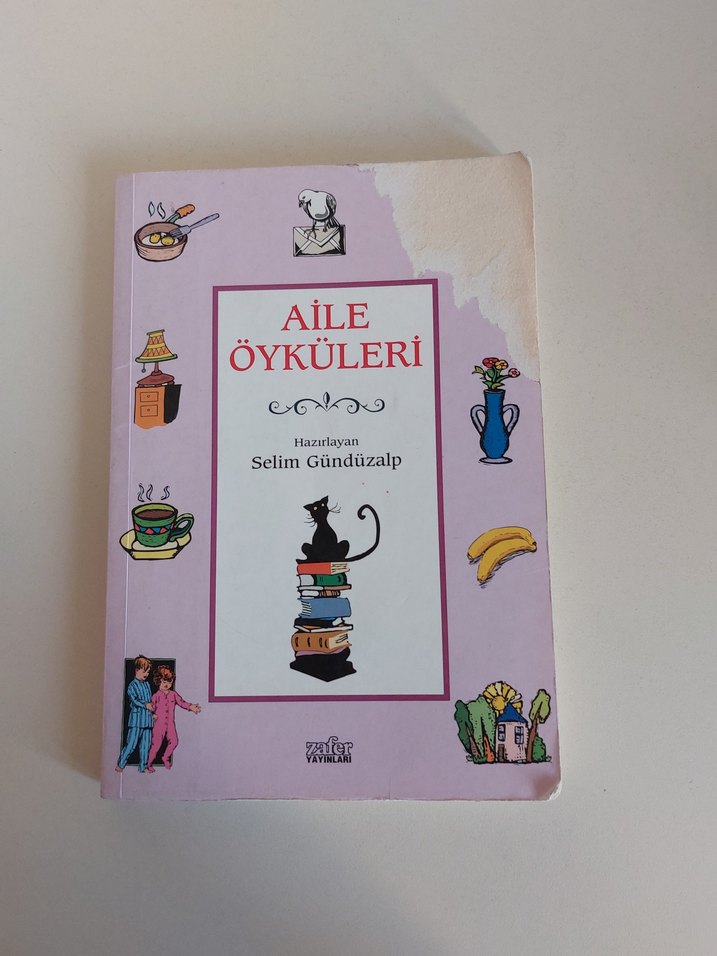 AİLE
ÖYKÜLERİ
Hazırlayan
Selim Gündüzalp
zafer
YAYINLARI